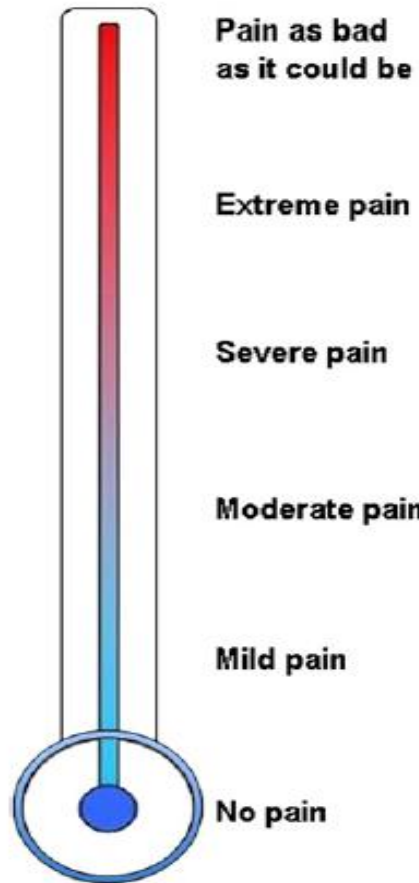 Pain as bad
as it could be
Extreme pain
Severe pain
Moderate pain
Mild pain
No pain